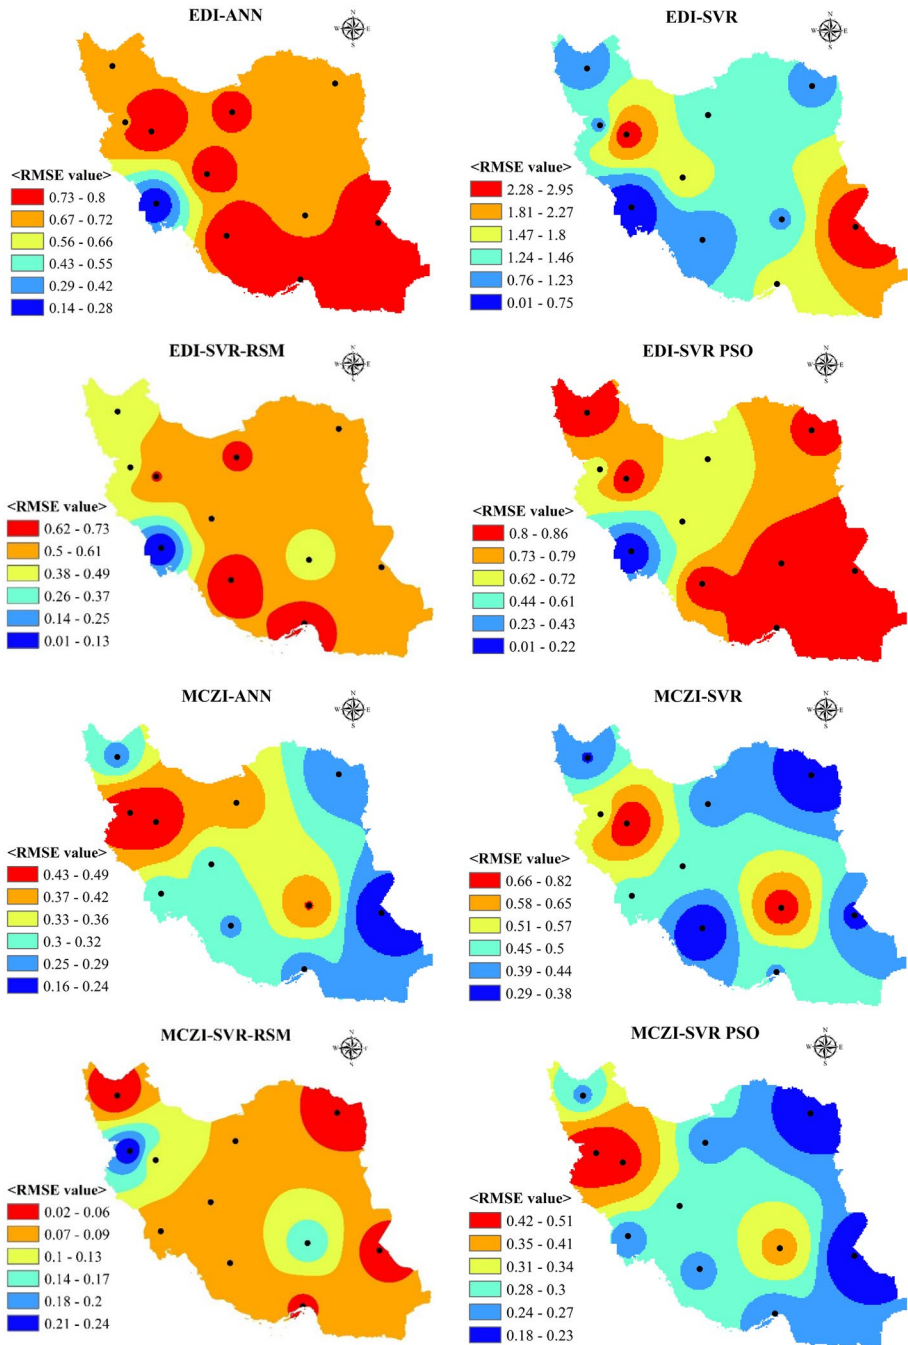 EDI-ANN
N
W E
S
<RMSE value>
0.73 - 0.8
0.67 - 0.72
0.56 - 0.66
0.43 - 0.55
0.29 - 0.42
0.14 - 0.28
EDI-SVR
N
W E
S
<RMSE value>
2.28 - 2.95
1.81 - 2.27
1.47 - 1.8
1.24 - 1.46
0.76 - 1.23
0.01 - 0.75
EDI-SVR-RSM
N
W E
S
<RMSE value>
0.62 - 0.73
0.5 - 0.61
0.38 - 0.49
0.26 - 0.37
0.14 - 0.25
0.01 - 0.13
EDI-SVR PSO
N
W E
S
<RMSE value>
0.8 - 0.86
0.73 - 0.79
0.62 - 0.72
0.44 - 0.61
0.23 - 0.43
0.01 - 0.22
MCZI-ANN
N
W E
S
<RMSE value>
0.43 - 0.49
0.37 - 0.42
0.33 - 0.36
0.3 - 0.32
0.25 - 0.29
0.16 - 0.24
MCZI-SVR
N
W E
S
<RMSE value>
0.66 - 0.82
0.58 - 0.65
0.51 - 0.57
0.45 - 0.5
0.39 - 0.44
0.29 - 0.38
MCZI-SVR-RSM
N
W
S
<RMSE value>
0.02 - 0.06
0.07 - 0.09
0.1 - 0.13
0.14 - 0.17
0.18 - 0.2
0.21 - 0.24
MCZI-SVR PSO
N
W E
S
<RMSE value>
0.42 - 0.51
0.35 - 0.41
0.31 - 0.34
0.28 - 0.3
0.24 - 0.27
0.18 - 0.23